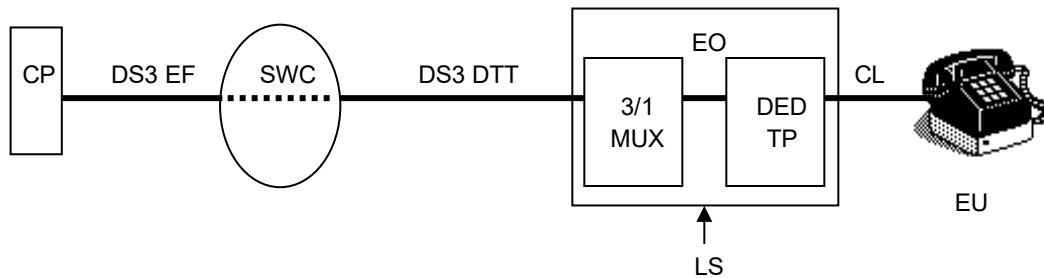 EO
CP
DS3 EF
SWC
DS3 DTT
3/1
MUX
DED
TP
CL
EU
LS